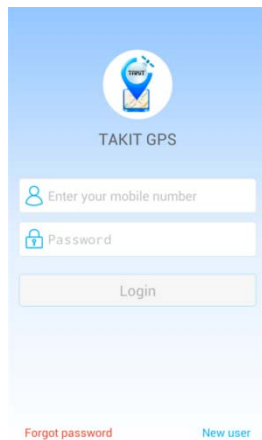 TAKIT
TAKIT GPS
Enter your mobile number
Password
Login
Forgot password New user